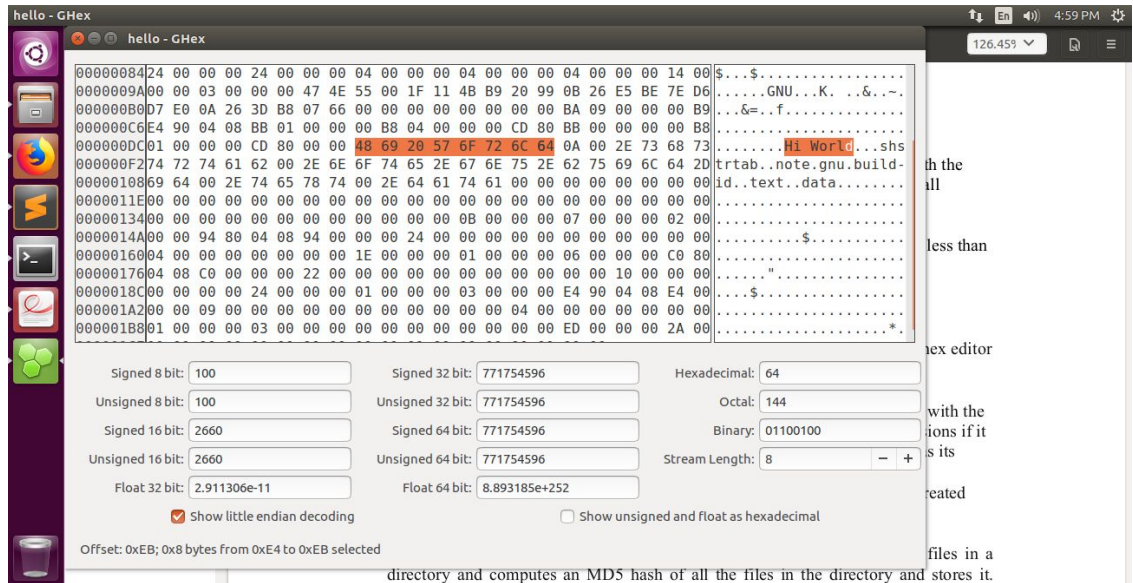 hello - GHex
En
4:59 PM
hello - GHex
126.45%
00000084 24 00 00 00 24 00 00 00 04 00 00 00 04 00 00 00 04 00 00 00 14 00 $...$.................
0000009A 00 00 03 00 00 00 47 4E 55 00 1F 11 4B B9 20 99 0B 26 E5 BE 7E D6 ......GNU...K. ..&..~.
000000B0 D7 E0 0A 26 3D B8 07 66 00 00 00 00 00 00 00 00 BA 09 00 00 00 B9 ...&=..f..............
000000C6 E4 90 04 08 BB 01 00 00 00 B8 04 00 00 00 CD 80 BB 00 00 00 00 B8 ......................
000000DC 01 00 00 00 CD 80 00 00 48 69 20 57 6F 72 6C 64 0A 00 2E 73 68 73 ........Hi World...shs
000000F2 74 72 74 61 62 00 2E 6E 6F 74 65 2E 67 6E 75 2E 62 75 69 6C 64 2D trtab..note.gnu.build-
00000108 69 64 00 2E 74 65 78 74 00 2E 64 61 74 61 00 00 00 00 00 00 00 00 id..text..data........
0000011E 00 00 00 00 00 00 00 00 00 00 00 00 00 00 00 00 00 00 00 00 00 00 ......................
00000134 00 00 00 00 00 00 00 00 00 00 00 00 0B 00 00 00 07 00 00 00 02 00 ......................
0000014A 00 00 94 80 04 08 94 00 00 00 24 00 00 00 00 00 00 00 00 00 00 00 ..........$...........
00000160 04 00 00 00 00 00 00 00 1E 00 00 00 01 00 00 00 06 00 00 00 C0 80 ......................
00000176 04 08 C0 00 00 00 22 00 00 00 00 00 00 00 00 00 00 00 10 00 00 00 ......"...............
0000018C 00 00 00 00 24 00 00 00 01 00 00 00 03 00 00 00 E4 90 04 08 E4 00 ....$.................
000001A2 00 00 09 00 00 00 00 00 00 00 00 00 00 00 04 00 00 00 00 00 00 00 ......................
000001B8 01 00 00 00 03 00 00 00 00 00 00 00 00 00 00 00 ED 00 00 00 2A 00 ....................*.
Signed 8 bit: 100 Signed 32 bit: 771754596 Hexadecimal: 64
Unsigned 8 bit: 100 Unsigned 32 bit: 771754596 Octal: 144
Signed 16 bit: 2660 Signed 64 bit: 771754596 Binary: 01100100
Unsigned 16 bit: 2660 Unsigned 64 bit: 771754596 Stream Length: 8 - +
Float 32 bit: 2.911306e-11 Float 64 bit: 8.893185e+252
Show little endian decoding Show unsigned and float as hexadecimal
Offset: 0xEB; 0x8 bytes from 0xE4 to 0xEB selected
th the
all
less than
hex editor
with the
sions if it
s its
reated
files in a
directory and computes an MD5 hash of all the files in the directory and stores it.